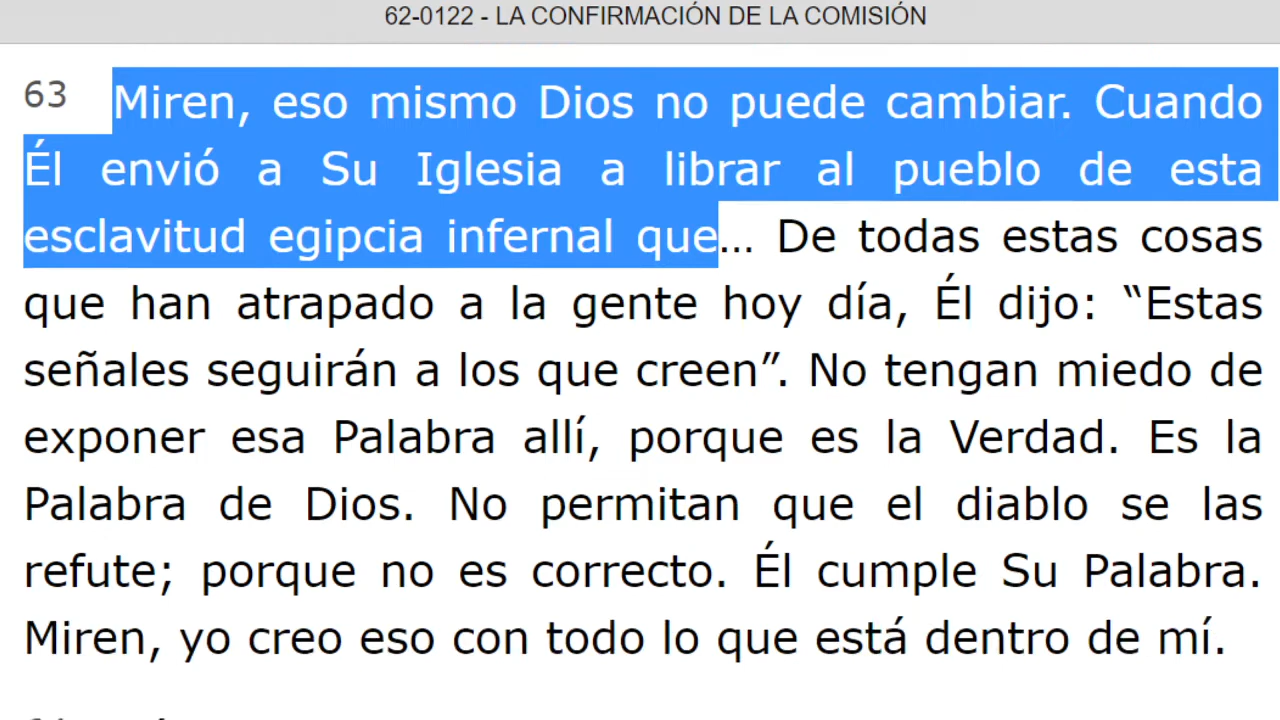 62-0122 - LA CONFIRMACIÓN DE LA COMISIÓN
63 Miren, eso mismo Dios no puede cambiar. Cuando
Él envió a Su Iglesia a librar al pueblo de esta
esclavitud egipcia infernal que… De todas estas cosas
que han atrapado a la gente hoy día, Él dijo: “Estas
señales seguirán a los que creen”. No tengan miedo de
exponer esa Palabra allí, porque es la Verdad. Es la
Palabra de Dios. No permitan que el diablo se las
refute; porque no es correcto. Él cumple Su Palabra.
Miren, yo creo eso con todo lo que está dentro de mí.